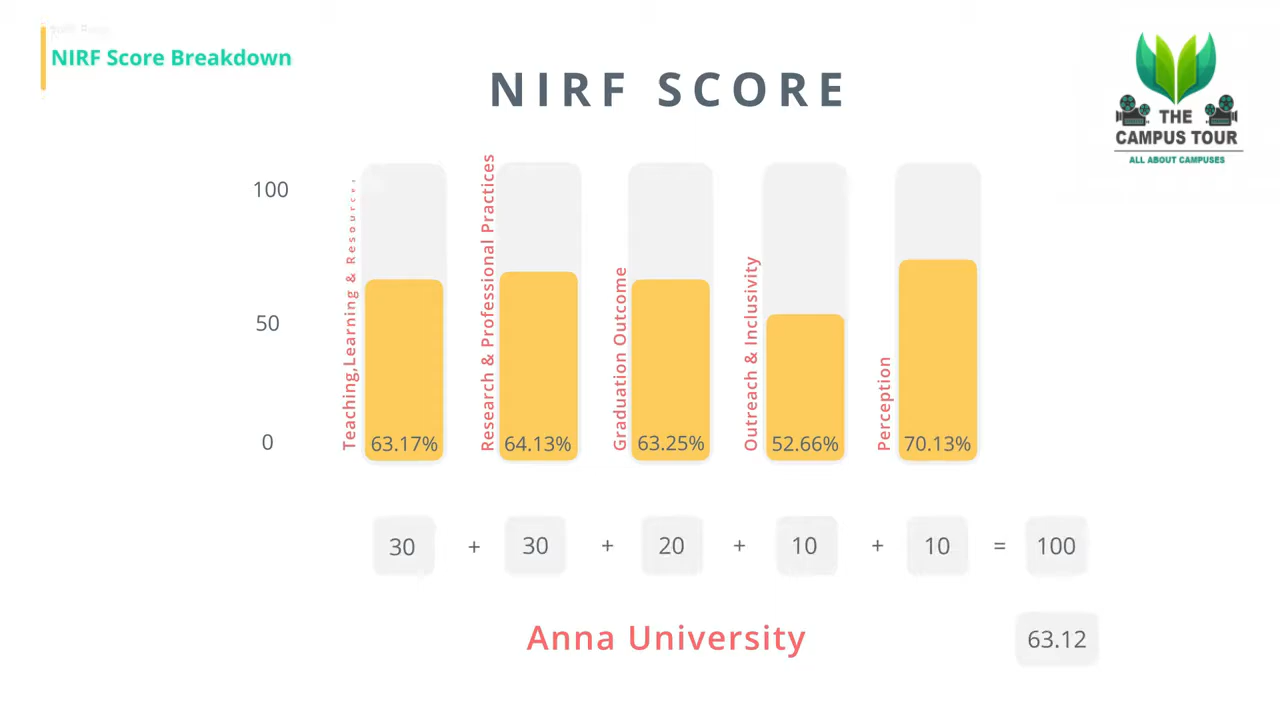 NIRF Score Breakdown
NIRF SCORE
THE
CAMPUS TOUR
ALL ABOUT CAMPUSES
100
50
0
Teaching,Learning & Resources
Research & Professional Practices
Graduation Outcome
Outreach & Inclusivity
Perception
63.17%
64.13%
63.25%
52.66%
70.13%
30 + 30 + 20 + 10 + 10 = 100
Anna University
63.12